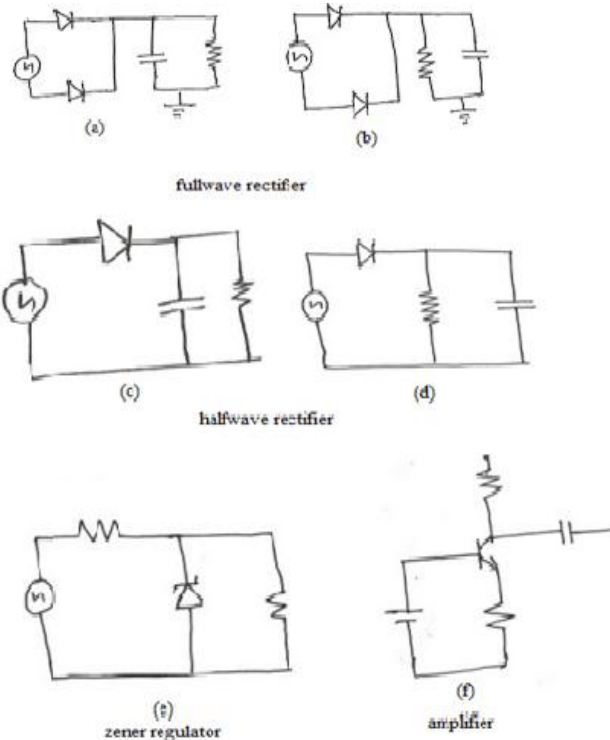 (a)
(b)
fullwave rectifier
(c)
(d)
halfwave rectifier
(e)
zener regulator
(f)
amplifier